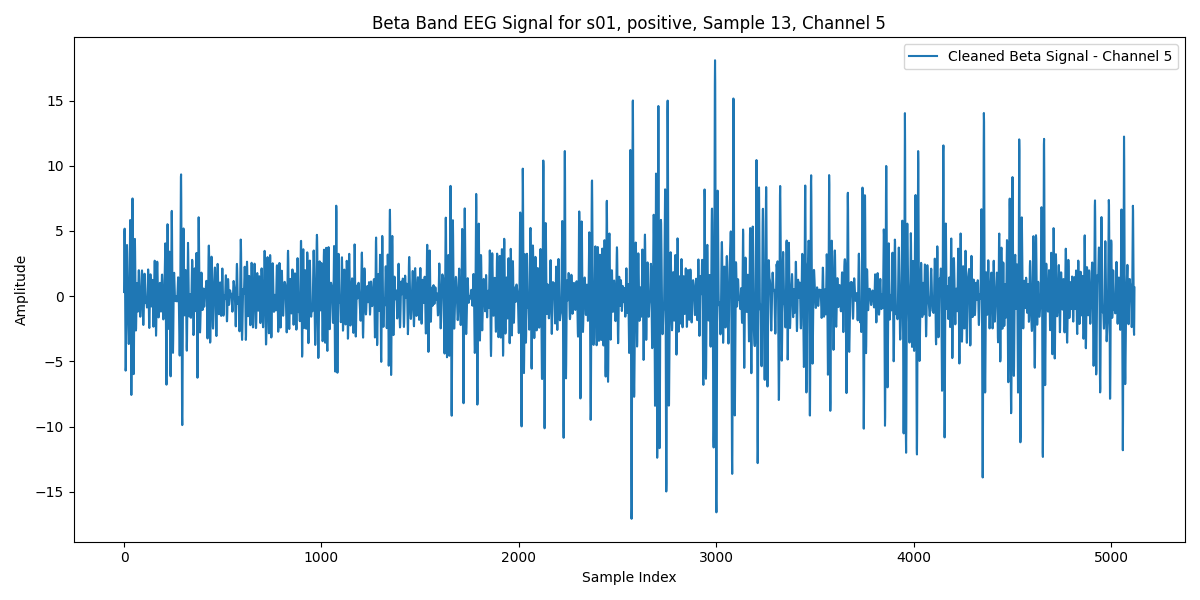 Beta Band EEG Signal for s01, positive, Sample 13, Channel 5
Cleaned Beta Signal - Channel 5
Amplitude
15
10
5
0
−5
−10
−15
0 1000 2000 3000 4000 5000
Sample Index